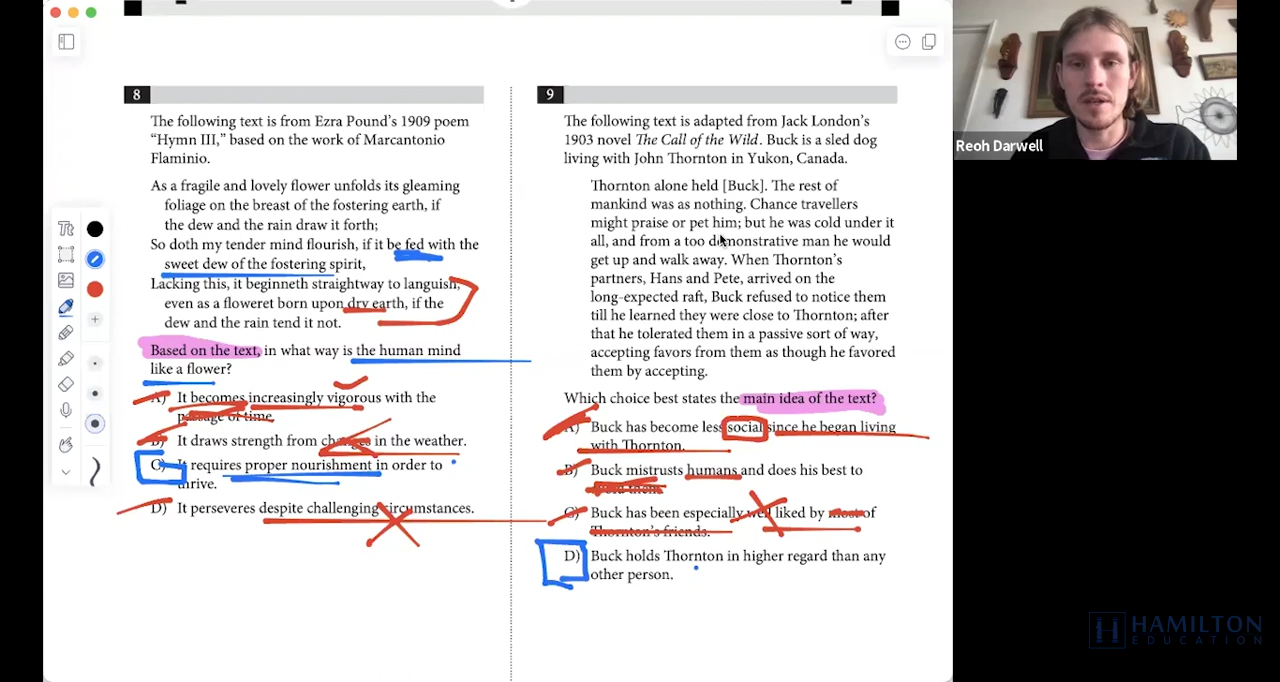 8
The following text is from Ezra Pound's 1909 poem
"Hymn III," based on the work of Marcantonio
Flaminio.
As a fragile and lovely flower unfolds its gleaming
foliage on the breast of the fostering earth, if
the dew and the rain draw it forth;
So doth my tender mind flourish, if it be fed with the
sweet dew of the fostering spirit,
Lacking this, it beginneth straightway to languish,
even as a floweret born upon dry earth, if the
dew and the rain tend it not.
Based on the text, in what way is the human mind
like a flower?
A) It becomes increasingly vigorous with the
passage of time.
B) It draws strength from changes in the weather.
C) It requires proper nourishment in order to
thrive.
D) It perseveres despite challenging circumstances.
9
The following text is adapted from Jack London's
1903 novel The Call of the Wild. Buck is a sled dog
living with John Thornton in Yukon, Canada.
Thornton alone held [Buck]. The rest of
mankind was as nothing. Chance travellers
might praise or pet him; but he was cold under it
all, and from a too demonstrative man he would
get up and walk away. When Thornton's
partners, Hans and Pete, arrived on the
long-expected raft, Buck refused to notice them
till he learned they were close to Thornton; after
that he tolerated them in a passive sort of way,
accepting favors from them as though he favored
them by accepting.
Which choice best states the main idea of the text?
A) Buck has become less social since he began living
with Thornton.
B) Buck mistrusts humans and does his best to
avoid them.
C) Buck has been especially well liked by most of
Thornton's friends.
D) Buck holds Thornton in higher regard than any
other person.
Reoh Darwell
HAMILTON
EDUCATION